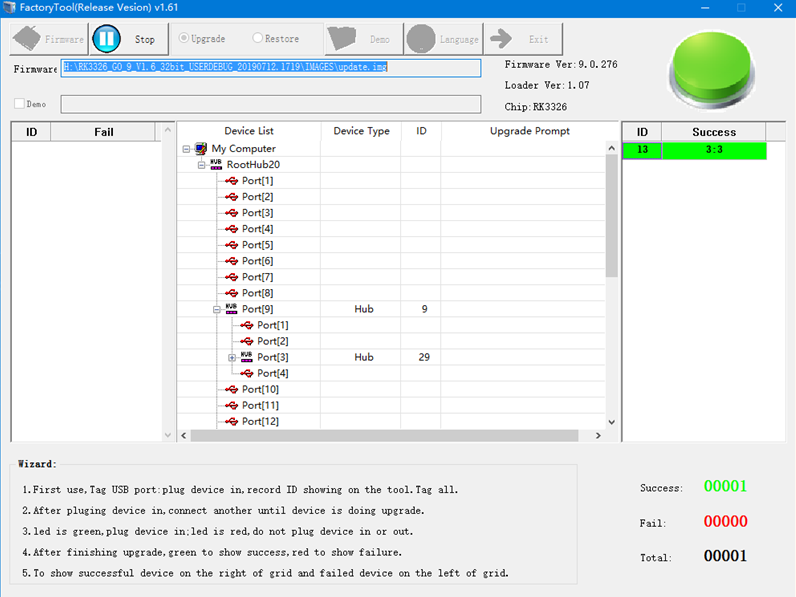 FactoryTool(Release Vesion) v1.61
Firmware Stop Upgrade Restore Demo Language Exit
Firmware H:\RK3326_GO_9_V1.6_32bit_USERDEBUG_20190712.1719\IMAGES\update.img
Firmware Ver:9.0.276
Loader Ver:1.07
Demo
Chip:RK3326
ID Fail
Device List Device Type ID Upgrade Prompt
ID Success
My Computer
13 3:3
HUB RootHub20
Port[1]
Port[2]
Port[3]
Port[4]
Port[5]
Port[6]
Port[7]
Port[8]
HUB Port[9] Hub 9
Port[1]
Port[2]
HUB Port[3] Hub 29
Port[4]
Port[10]
Port[11]
Port[12]
Wizard:
1.First use,Tag USB port:plug device in,record ID showing on the tool.Tag all.
2.After pluging device in,connect another until device is doing upgrade.
3.led is green,plug device in;led is red,do not plug device in or out.
4.After finishing upgrade,green to show success,red to show failure.
5.To show successful device on the right of grid and failed device on the left of grid.
Success: 00001
Fail: 00000
Total: 00001